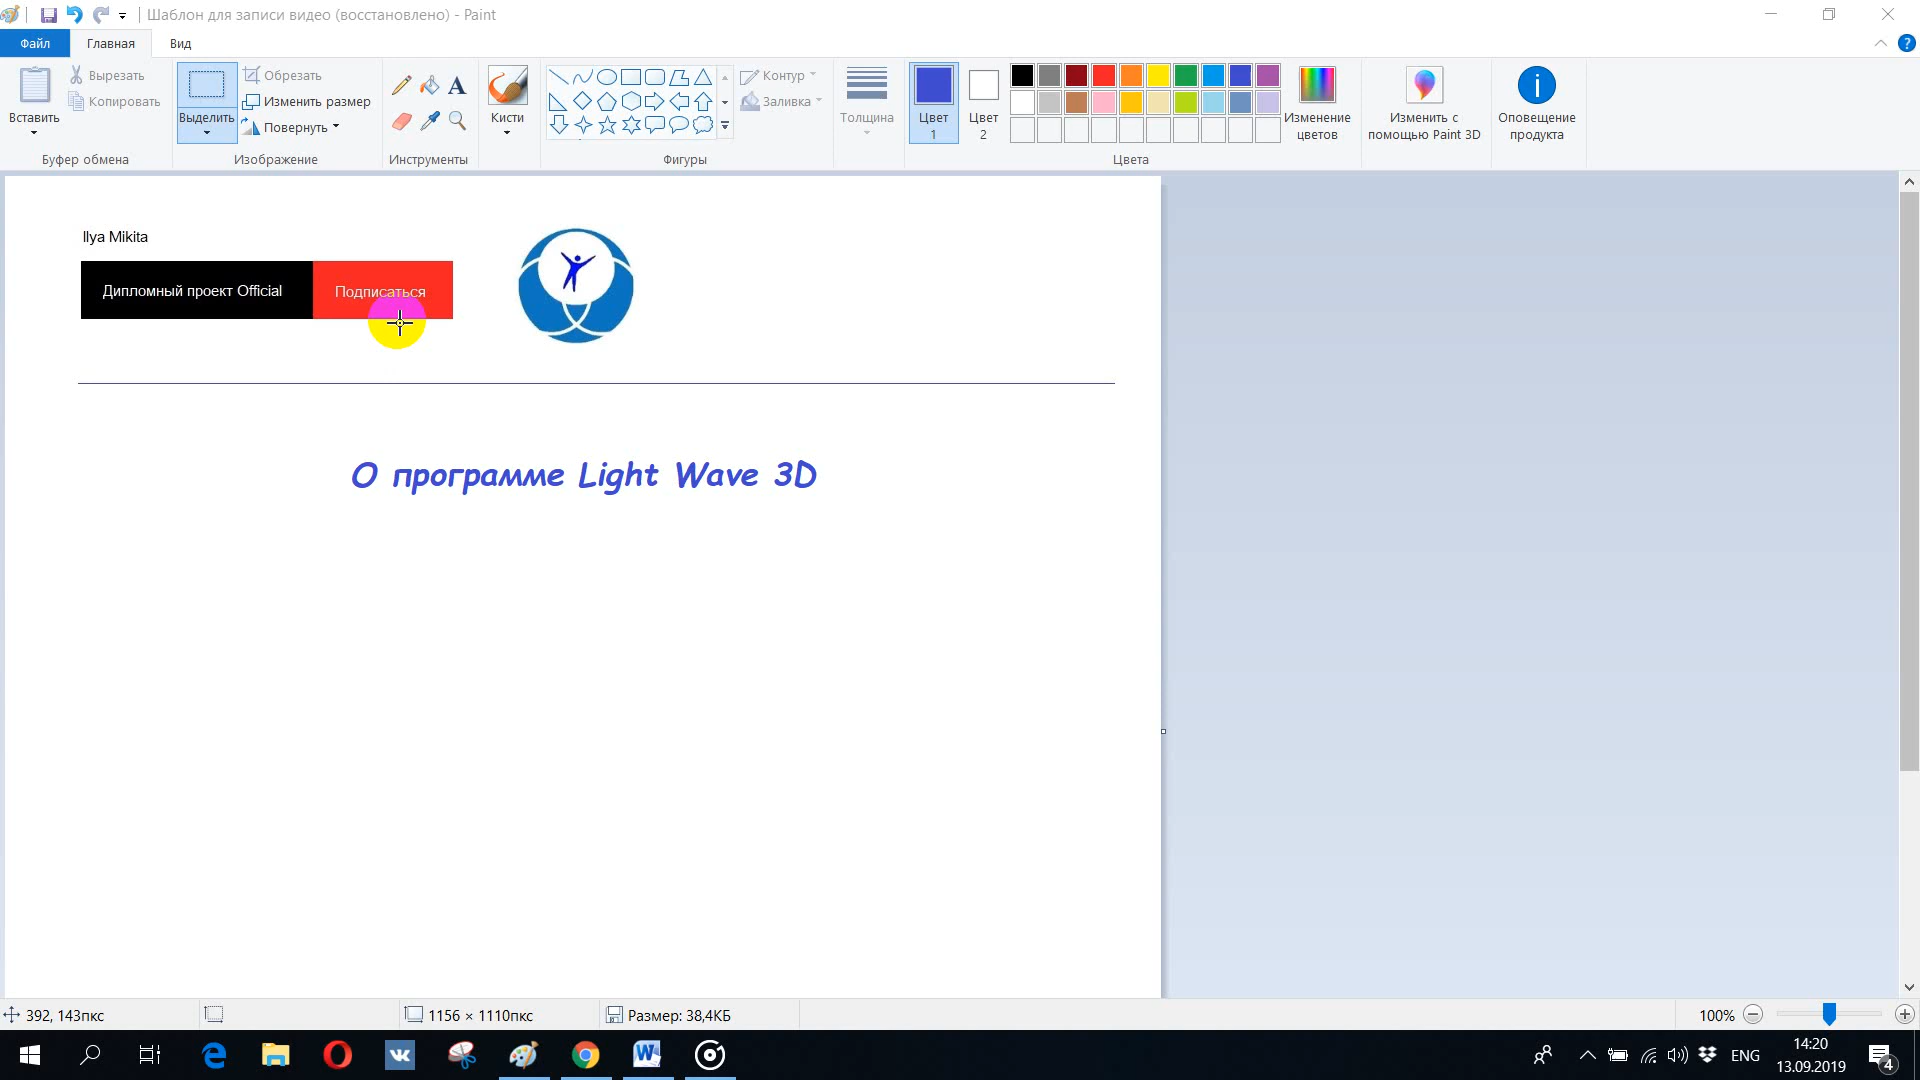 Шаблон для записи видео (восстановлено) - Paint
Файл
Главная
Вид
Вставить
Вырезать
Копировать
Буфер обмена
Выделить
Обрезать
Изменить размер
Повернуть
Изображение
Инструменты
Кисти
Контур
Заливка
Фигуры
Толщина
Цвет
1
Цвет
2
Изменение
цветов
Цвета
Изменить с
помощью Paint 3D
Оповещение
продукта
Ilya Mikita
Дипломный проект Official
Подписаться
О программе Light Wave 3D
392, 143пкс
1156 × 1110пкс
Размер: 38,4КБ
100%
ENG
14:20
13.09.2019
4